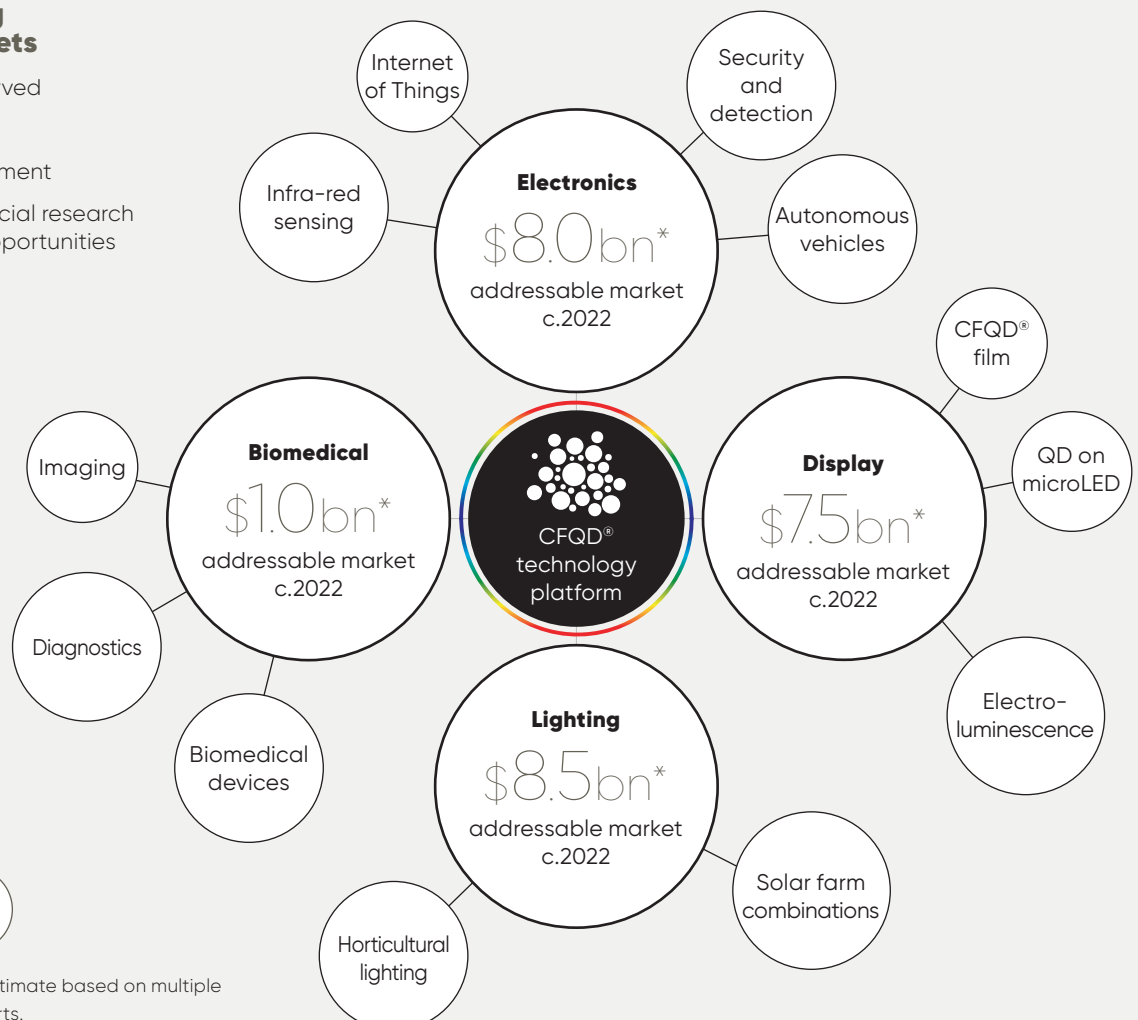 ets
ved
ment
cial research
pportunities
Internet
of Things
Security
and
detection
Infra-red
sensing
Electronics
$8.0bn*
addressable market
c.2022
Autonomous
vehicles
CFQD®
film
Imaging
Biomedical
$1.0bn*
addressable market
c.2022
CFQD®
technology
platform
Display
$7.5bn*
addressable market
c.2022
QD on
microLED
Diagnostics
Biomedical
devices
Electro-
luminescence
Lighting
$8.5bn*
addressable market
c.2022
Solar farm
combinations
Horticultural
lighting
timate based on multiple
rts.